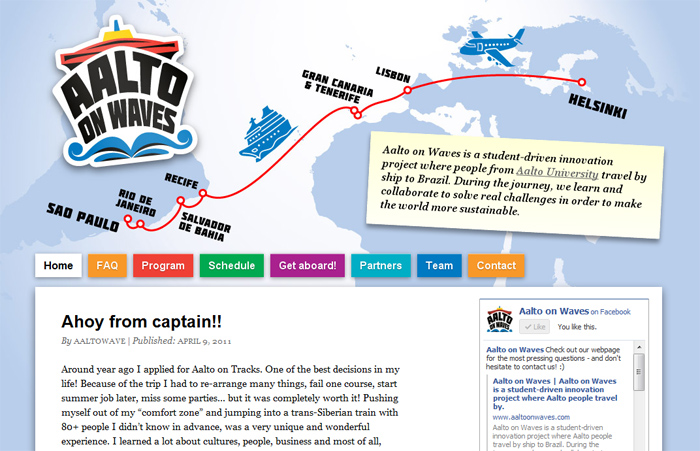 AALTO
ON WAVES
HELSINKI
LISBON
GRAN CANARIA
& TENERIFE
RECIFE
SALVADOR
DE BAHIA
RIO DE
JANEIRO
SAO PAULO
Aalto on Waves is a student-driven innovation
project where people from Aalto University travel by
ship to Brazil. During the journey, we learn and
collaborate to solve real challenges in order to make
the world more sustainable.
Home FAQ Program Schedule Get aboard! Partners Team Contact
Ahoy from captain!!
By AALTOWAVE | Published: APRIL 9, 2011
Around year ago I applied for Aalto on Tracks. One of the best decisions in my
life! Because of the trip I had to re-arrange many things, fail one course, start
summer job later, miss some parties... but it was completely worth it! Pushing
myself out of my “comfort zone” and jumping into a trans-Siberian train with
80+ people I didn’t know in advance, was a very unique and wonderful
experience. I learned a lot about cultures, people, business and most of all,
AALTO
ON WAVES
Aalto on Waves on Facebook
Like You like this.
Aalto on Waves Check out our webpage
for the most pressing questions - and don't
hesitate to contact us! :)
Aalto on Waves | Aalto on Waves
is a student-driven innovation
project where Aalto people
travel by.
www.aaltoonwaves.com
Aalto on Waves is a student-driven
innovation project where Aalto people
travel by ship to Brazil. During the